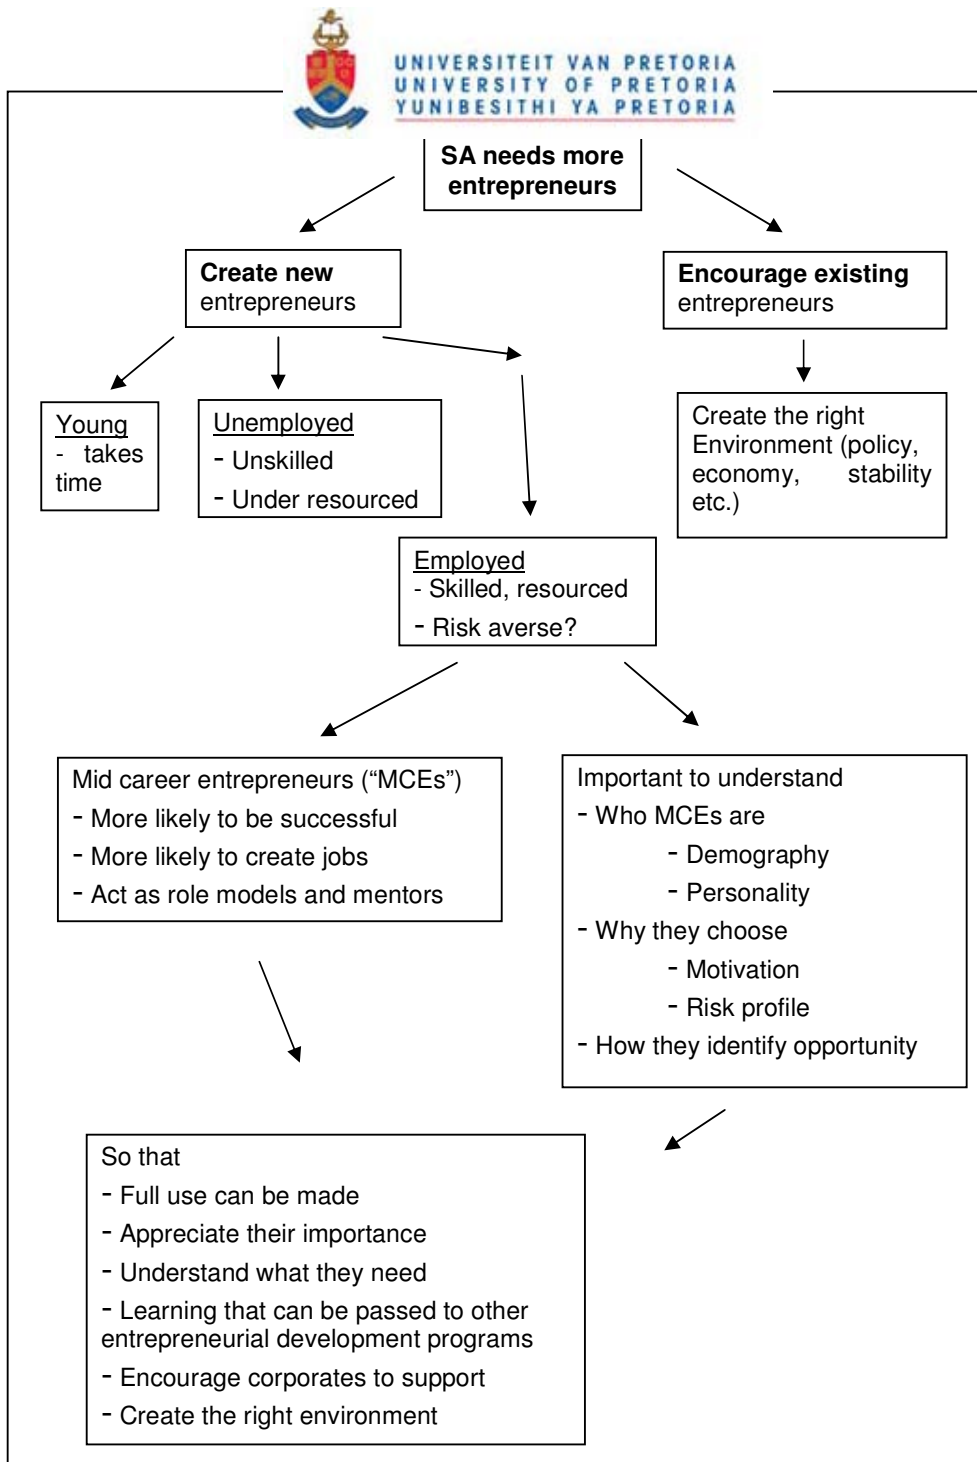 UNIVERSITEIT VAN PRETORIA
UNIVERSITY OF PRETORIA
YUNIBESITHI YA PRETORIA
SA needs more
entrepreneurs
Create new
entrepreneurs
Encourage existing
entrepreneurs
Young
- takes
time
Unemployed
- Unskilled
- Under resourced
Create the right
Environment (policy,
economy, stability
etc.)
Employed
- Skilled, resourced
- Risk averse?
Mid career entrepreneurs (“MCEs”)
- More likely to be successful
- More likely to create jobs
- Act as role models and mentors
Important to understand
- Who MCEs are
- Demography
- Personality
- Why they choose
- Motivation
- Risk profile
- How they identify opportunity
So that
- Full use can be made
- Appreciate their importance
- Understand what they need
- Learning that can be passed to other
entrepreneurial development programs
- Encourage corporates to support
- Create the right environment